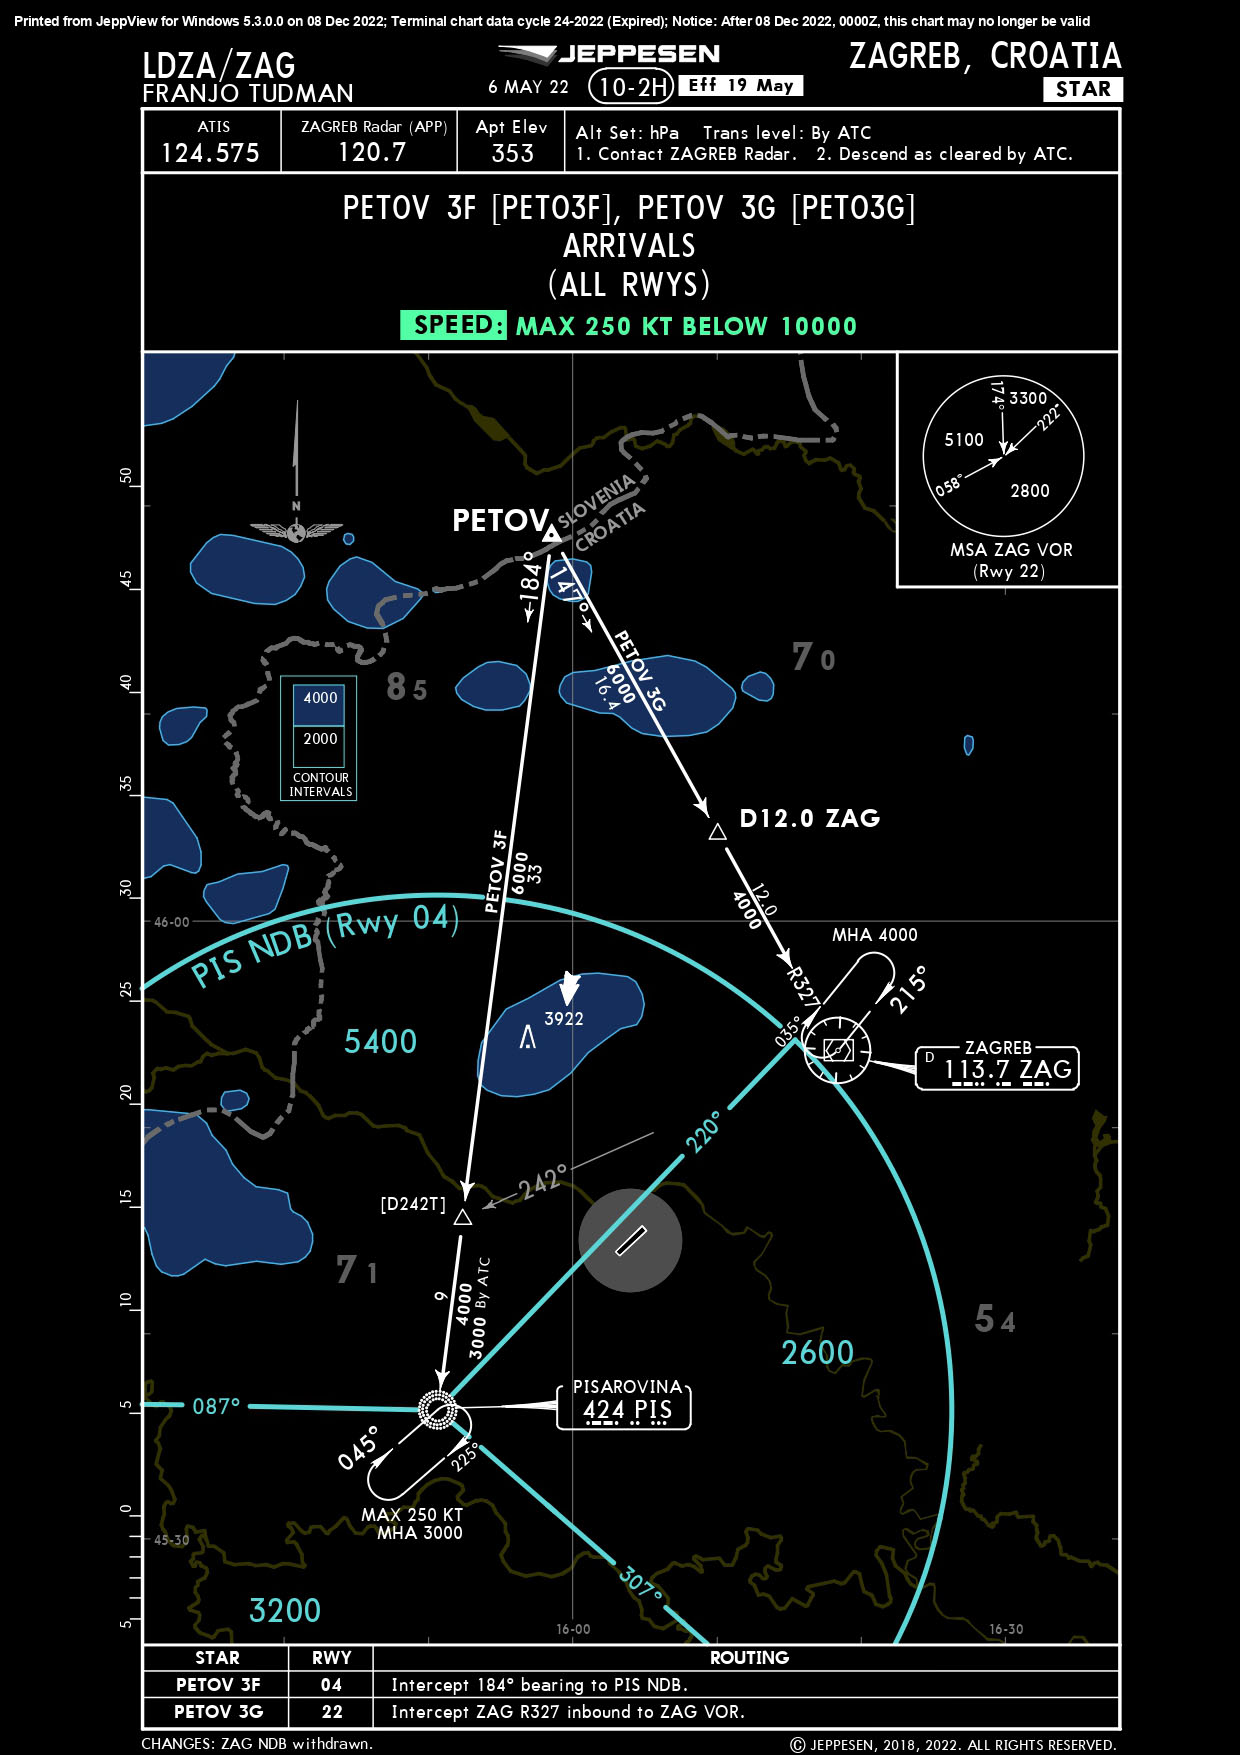 Printed from JeppView for Windows 5.3.0.0 on 08 Dec 2022; Terminal chart data cycle 24-2022 (Expired); Notice: After 08 Dec 2022, 0000Z, this chart may no longer be valid
LDZA/ZAG
FRANJO TUDMAN
JEPPESEN
6 MAY 22 10-2H Eff 19 May
ZAGREB, CROATIA
STAR
ATIS
124.575
ZAGREB Radar (APP)
120.7
Apt Elev
353
Alt Set: hPa Trans level: By ATC
1. Contact ZAGREB Radar. 2. Descend as cleared by ATC.
PETOV 3F [PETO3F], PETOV 3G [PETO3G]
ARRIVALS
(ALL RWYS)
SPEED: MAX 250 KT BELOW 10000
174°
3300
222°
5100
058°
2800
MSA ZAG VOR
(Rwy 22)
50
45
40
35
30
25
20
15
10
5
0
5
N
PETOV
SLOVENIA
CROATIA
184°
147°
PETOV 3G
6000
16.4
70
85
4000
2000
CONTOUR
INTERVALS
D12.0 ZAG
PETOV 3F
6000
33
12.0
4000
46-00
PIS NDB (Rwy 04)
MHA 4000
R327
215°
035°
3922
5400
ZAGREB
D 113.7 ZAG
220°
242°
[D242T]
71
9
4000
3000 By ATC
54
2600
PISAROVINA
424 PIS
087°
045°
225°
MAX 250 KT
MHA 3000
45-30
307°
3200
16-00
16-30
STAR RWY ROUTING
PETOV 3F 04 Intercept 184° bearing to PIS NDB.
PETOV 3G 22 Intercept ZAG R327 inbound to ZAG VOR.
CHANGES: ZAG NDB withdrawn.
© JEPPESEN, 2018, 2022. ALL RIGHTS RESERVED.